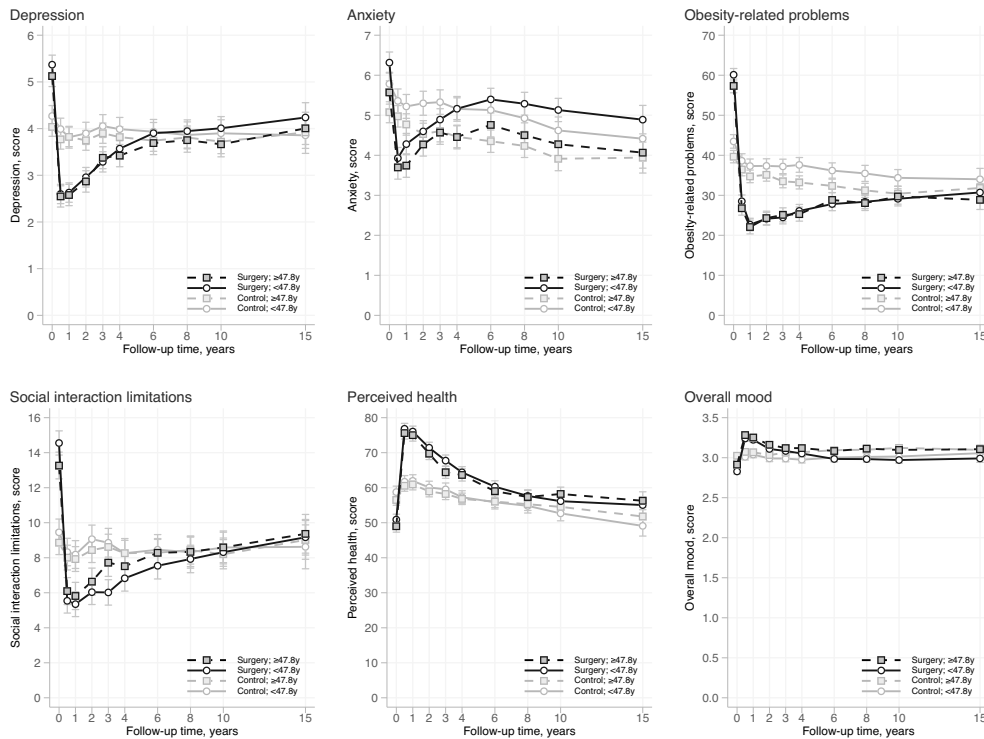 Depression
6
5
4
3
2
1
0
Depression, score
Surgery; ≥47.8y
Surgery; <47.8y
Control; ≥47.8y
Control; <47.8y
0 1 2 3 4 6 8 10 15
Follow-up time, years
Anxiety
7
6
5
4
3
2
1
0
Anxiety, score
Surgery; ≥47.8y
Surgery; <47.8y
Control; ≥47.8y
Control; <47.8y
0 1 2 3 4 6 8 10 15
Follow-up time, years
Obesity-related problems
70
60
50
40
30
20
10
0
Obesity-related problems, score
Surgery; ≥47.8y
Surgery; <47.8y
Control; ≥47.8y
Control; <47.8y
0 1 2 3 4 6 8 10 15
Follow-up time, years
Social interaction limitations
16
14
12
10
8
6
4
2
0
Social interaction limitations, score
Surgery; ≥47.8y
Surgery; <47.8y
Control; ≥47.8y
Control; <47.8y
0 1 2 4 6 8 10 15
Follow-up time, years
Perceived health
80
70
60
50
40
30
20
10
0
Perceived health, score
Surgery; ≥47.8y
Surgery; <47.8y
Control; ≥47.8y
Control; <47.8y
0 1 2 3 4 6 8 10 15
Follow-up time, years
Overall mood
3.5
3.0
2.5
2.0
1.5
1.0
0.5
0.0
Overall mood, score
Surgery; ≥47.8y
Surgery; <47.8y
Control; ≥47.8y
Control; <47.8y
0 1 2 3 4 6 8 10 15
Follow-up time, years